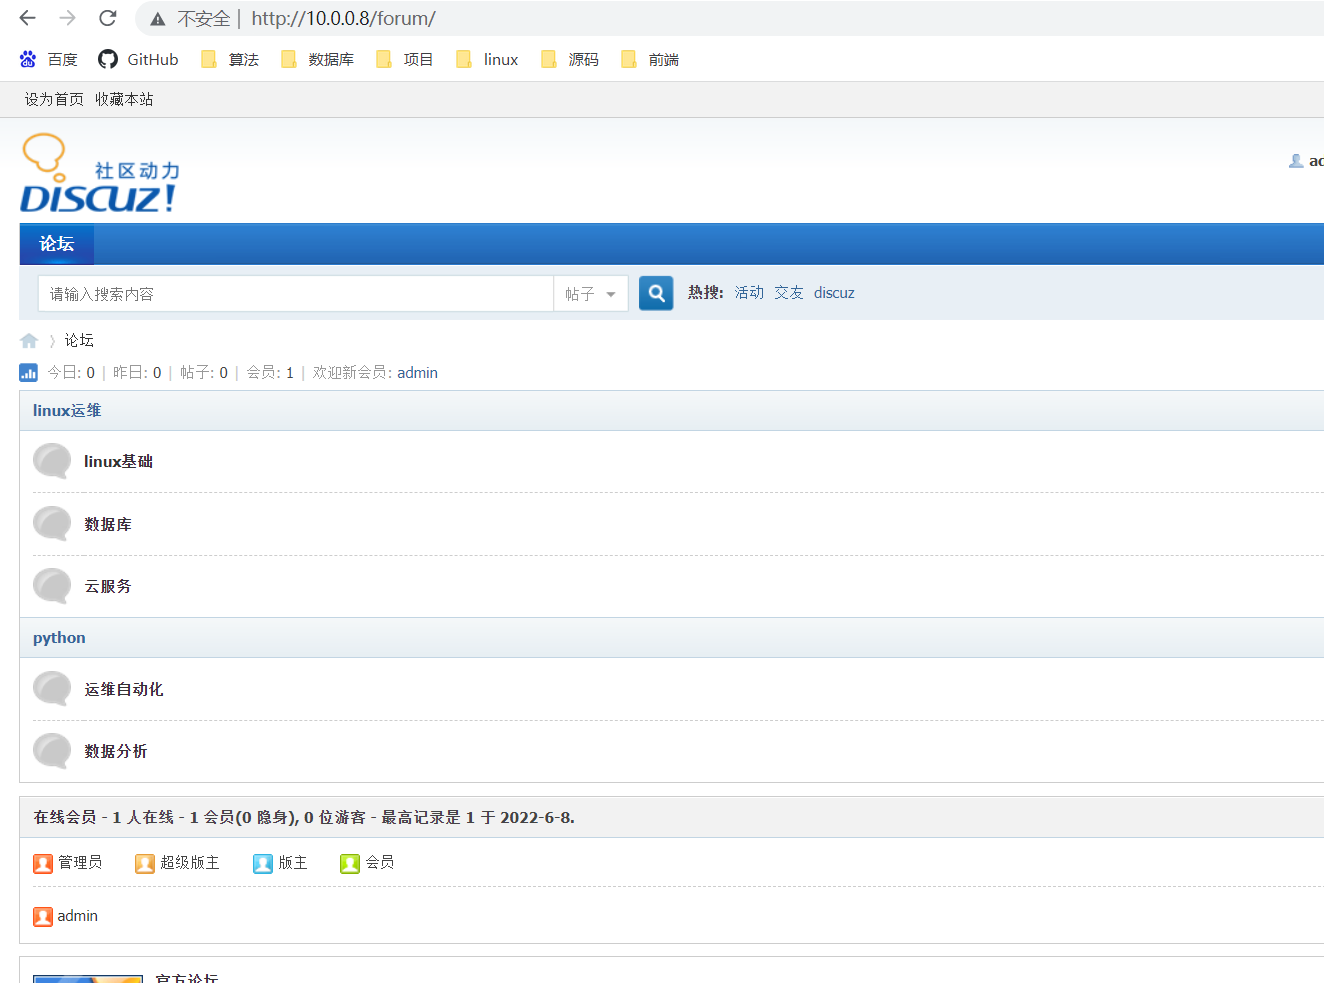 不安全 | http://10.0.0.8/forum/
百度 GitHub 算法 数据库 项目 linux 源码 前端
设为首页 收藏本站
社区动力
DISCUZ!
论坛
请输入搜索内容 帖子 热搜: 活动 交友 discuz
论坛
今日: 0 | 昨日: 0 | 帖子: 0 | 会员: 1 | 欢迎新会员: admin
linux运维
linux基础
数据库
云服务
python
运维自动化
数据分析
在线会员 - 1 人在线 - 1 会员(0 隐身), 0 位游客 - 最高记录是 1 于 2022-6-8.
管理员 超级版主 版主 会员
admin
官方论坛